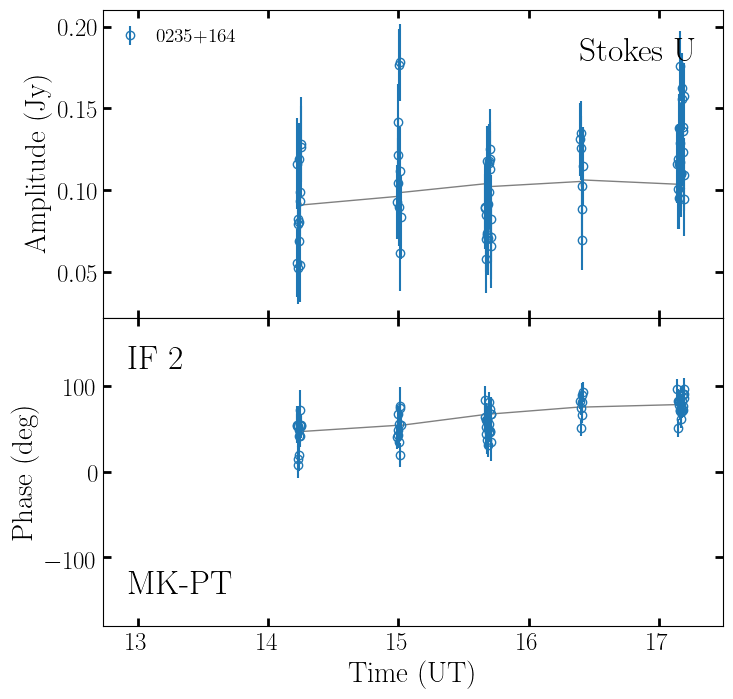 0.20
0235+164
Stokes U
0.15
Amplitude (Jy)
0.10
0.05
IF 2
100
Phase (deg)
0
−100
MK-PT
13 14 15 16 17
Time (UT)